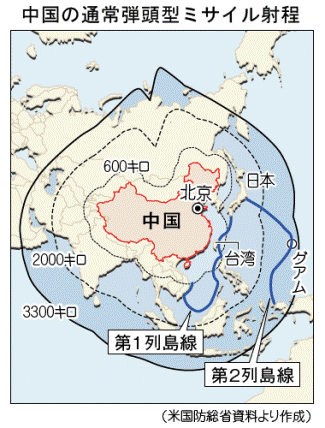 中国の通常弾頭型ミサイル射程
600キロ
日本
北京
中国
台湾
グアム
2000キロ
3300キロ
第1列島線
第2列島線
（米国防総省資料より作成）